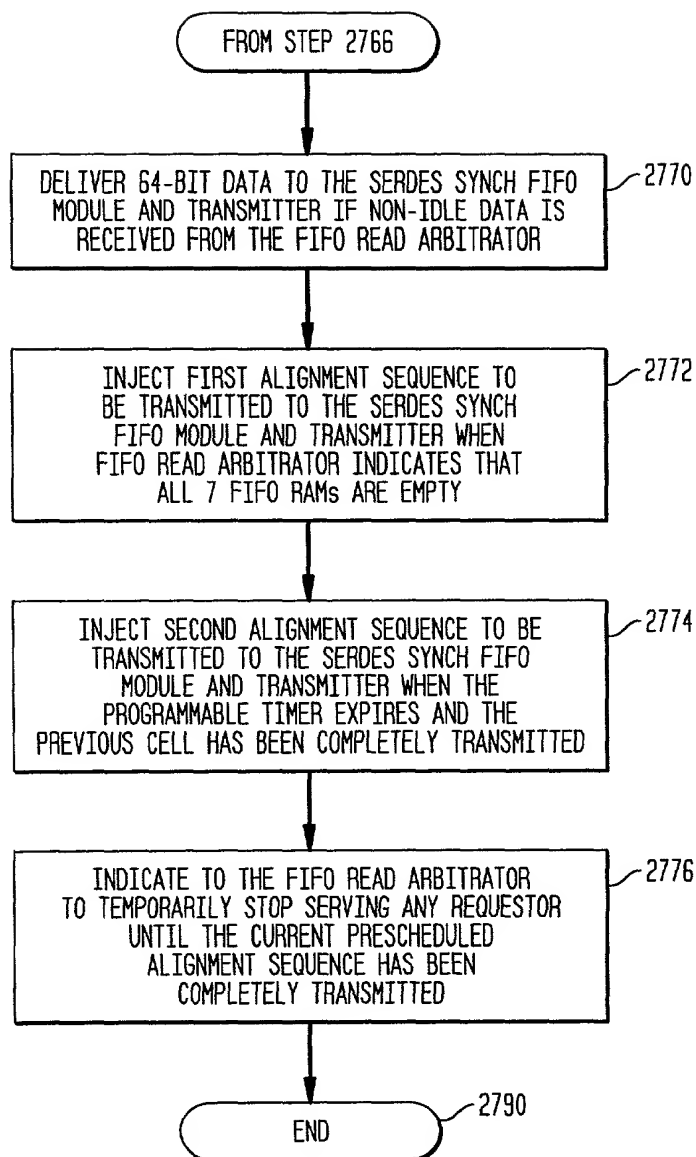 FROM STEP 2766
DELIVER 64-BIT DATA TO THE SERDES SYNCH FIFO
MODULE AND TRANSMITTER IF NON-IDLE DATA IS
RECEIVED FROM THE FIFO READ ARBITRATOR
2770
INJECT FIRST ALIGNMENT SEQUENCE TO
BE TRANSMITTED TO THE SERDES SYNCH
FIFO MODULE AND TRANSMITTER WHEN
FIFO READ ARBITRATOR INDICATES THAT
ALL 7 FIFO RAMs ARE EMPTY
2772
INJECT SECOND ALIGNMENT SEQUENCE TO BE
TRANSMITTED TO THE SERDES SYNCH FIFO
MODULE AND TRANSMITTER WHEN THE
PROGRAMMABLE TIMER EXPIRES AND THE
PREVIOUS CELL HAS BEEN COMPLETELY TRANSMITTED
2774
INDICATE TO THE FIFO READ ARBITRATOR
TO TEMPORARILY STOP SERVING ANY REQUESTOR
UNTIL THE CURRENT PRESCHEDULED
ALIGNMENT SEQUENCE HAS BEEN
COMPLETELY TRANSMITTED
2776
END
2790